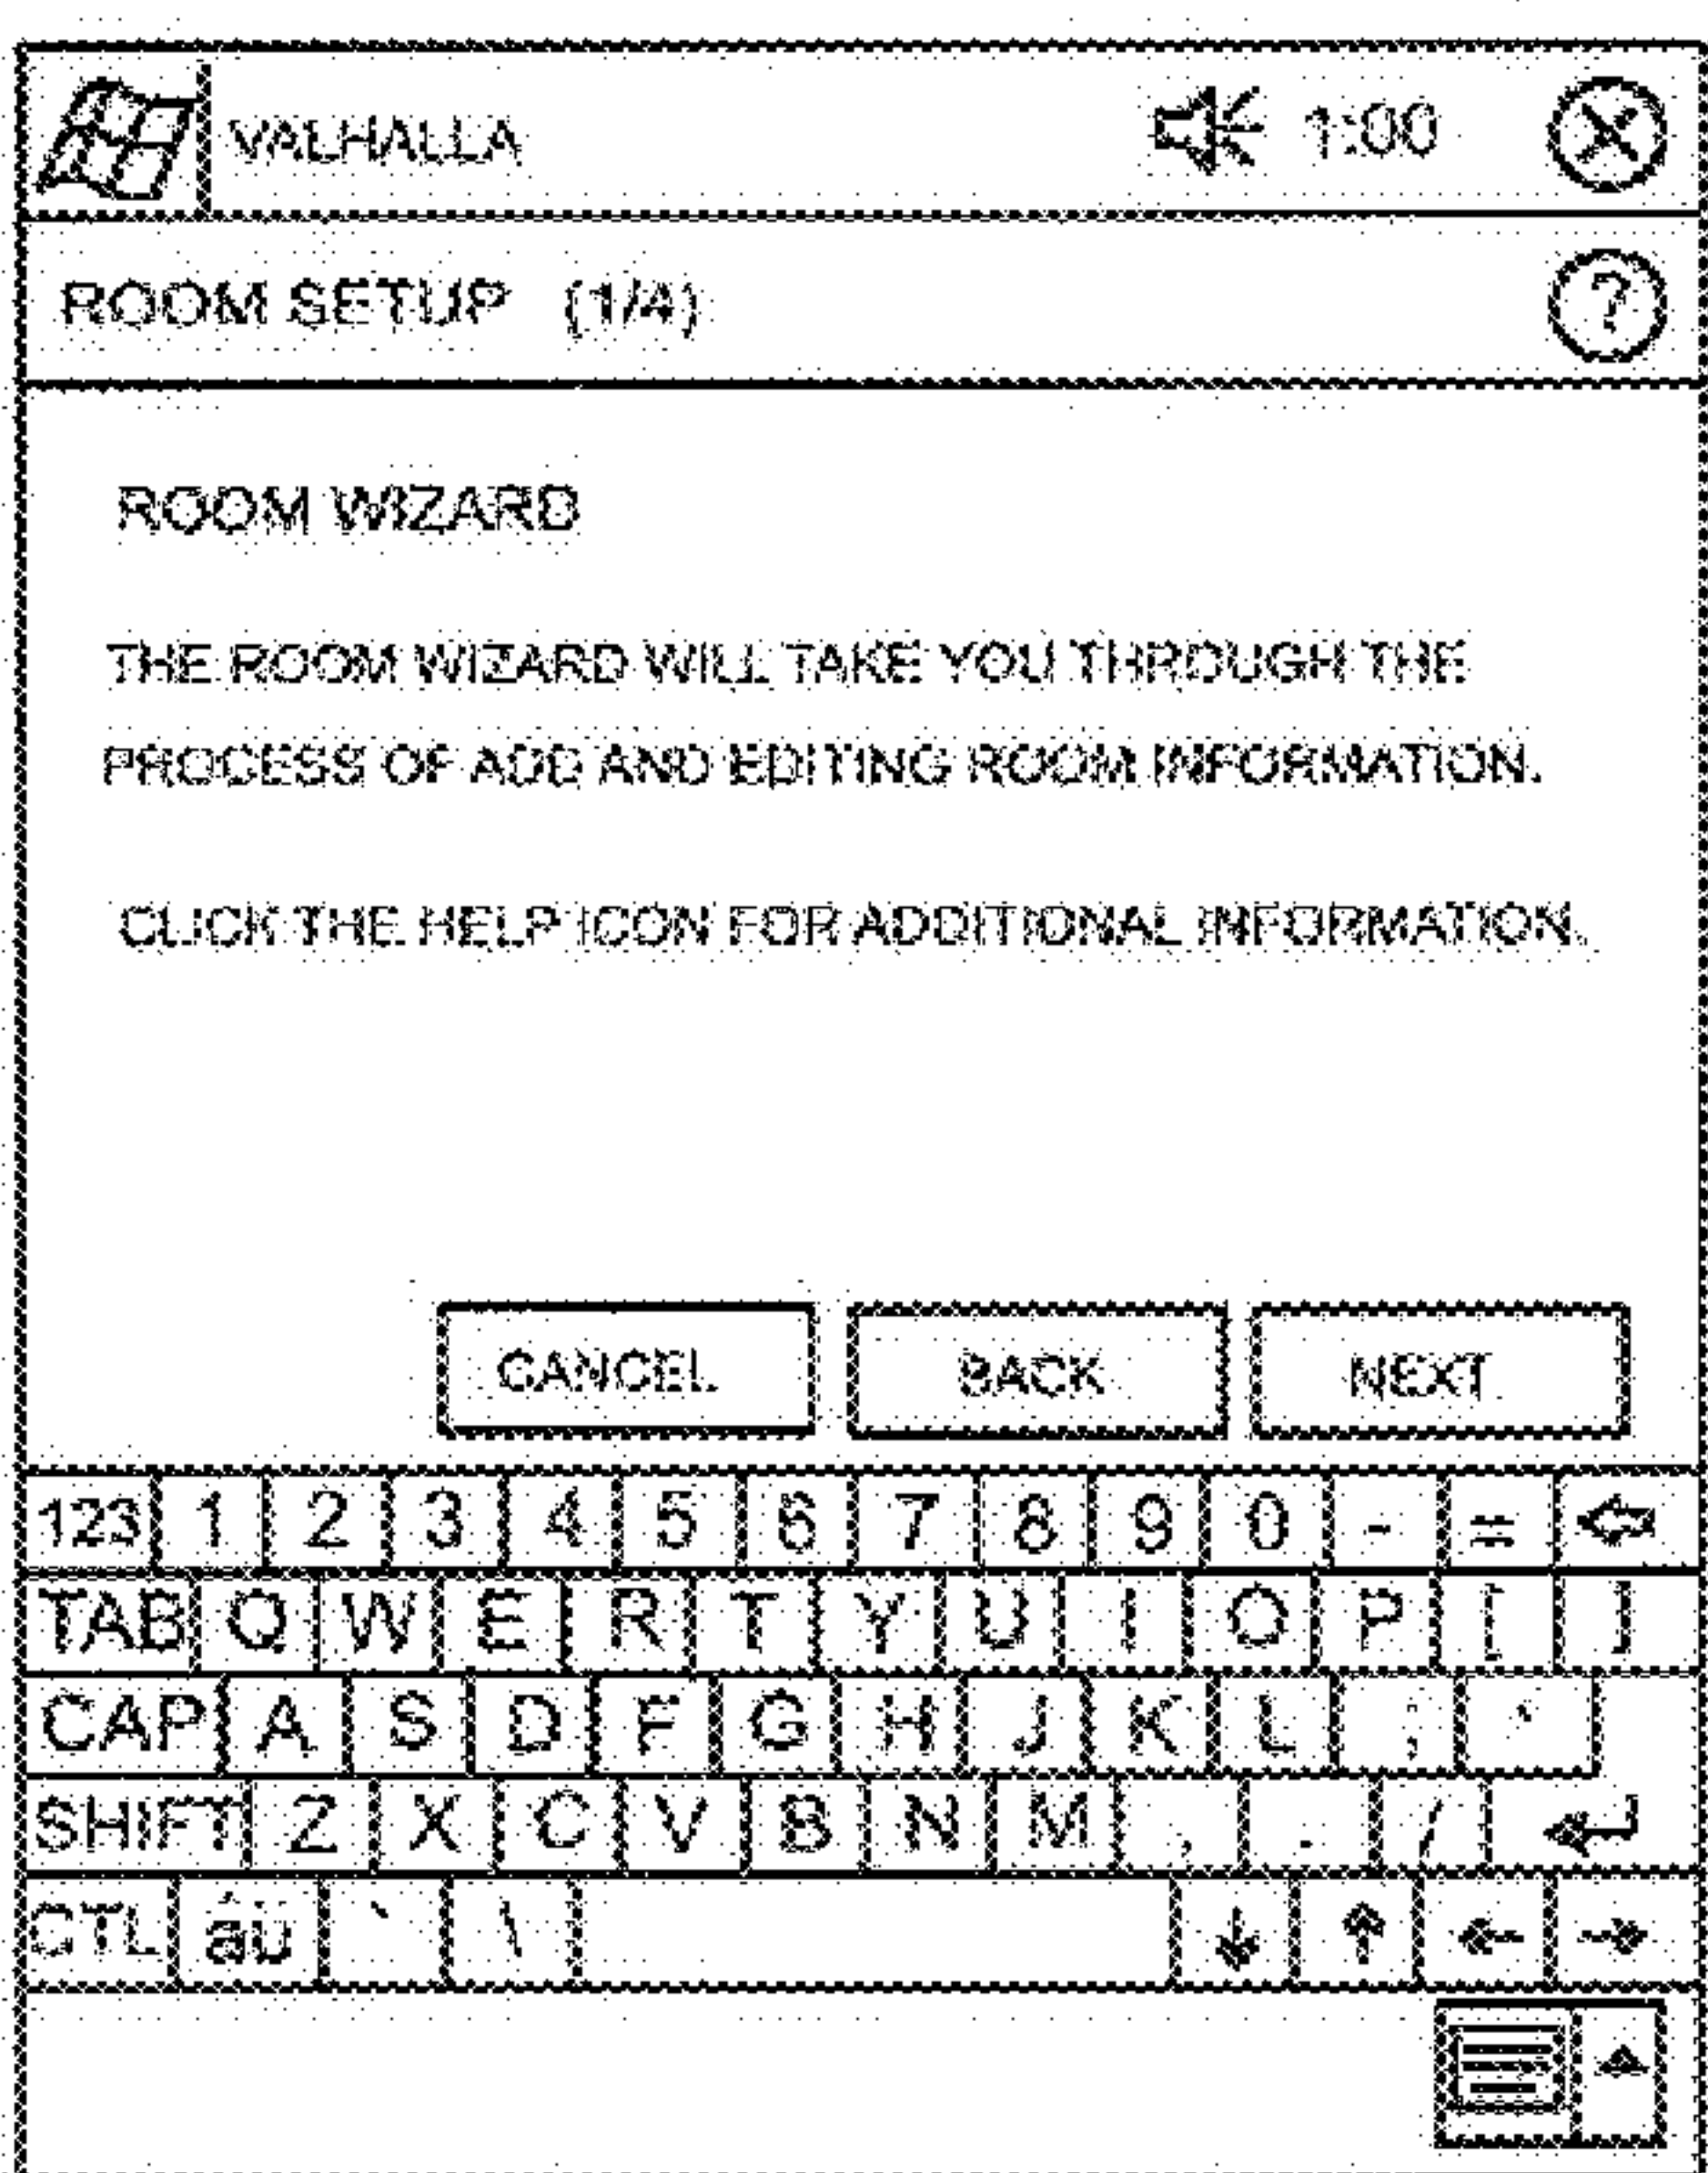 VALHALLA 1:00
ROOM SETUP (1/4) ?
ROOM WIZARD
THE ROOM WIZARD WILL TAKE YOU THROUGH THE
PROCESS OF ADD AND EDITING ROOM INFORMATION.
CLICK THE HELP ICON FOR ADDITIONAL INFORMATION.
CANCEL BACK NEXT
123 1 2 3 4 5 6 7 8 9 0 - =
TAB Q W E R T Y U I O P [ ]
CAP A S D F G H J K L ; '
SHIFT Z X C V B N M , . /
CTL áü ` \